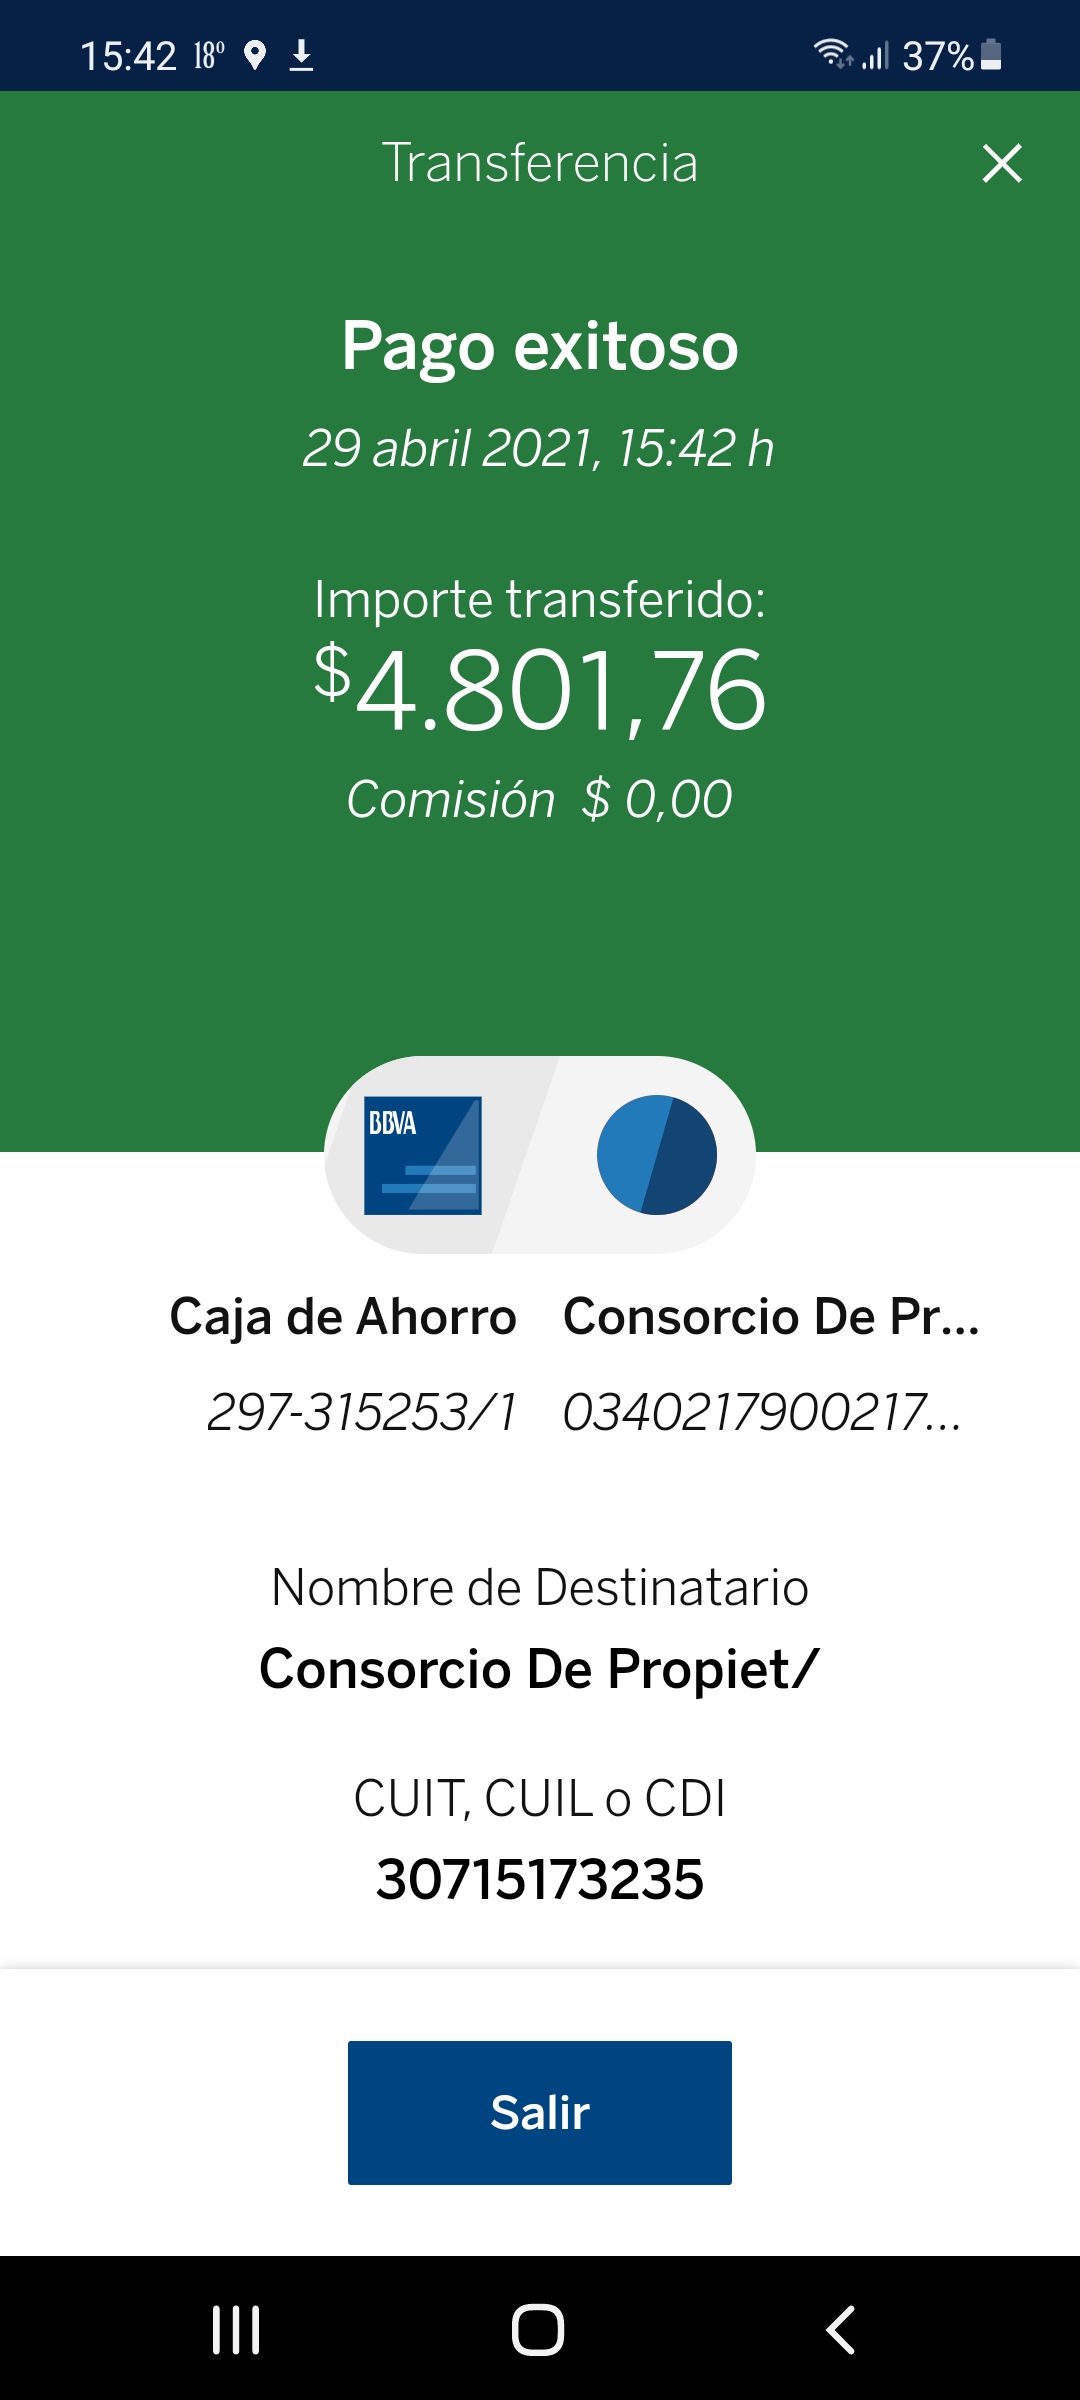 15:42 18° 37%
Transferencia
Pago exitoso
29 abril 2021, 15:42 h
Importe transferido:
$4.801,76
Comisión $ 0,00
BBVA
Caja de Ahorro Consorcio De Pr...
297-315253/1 0340217900217...
Nombre de Destinatario
Consorcio De Propiet/
CUIT, CUIL o CDI
30715173235
Salir